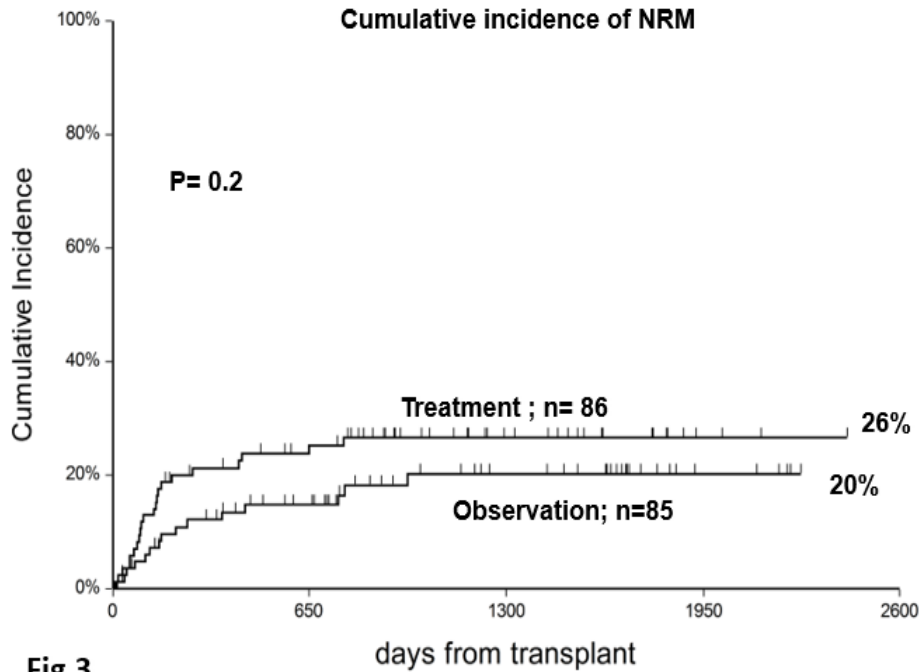 Cumulative incidence of NRM
100%
80%
60%
40%
20%
0%
Cumulative Incidence
P= 0.2
Treatment ; n= 86
26%
20%
Observation; n=85
0
650
1300
1950
2600
days from transplant
Fig 3